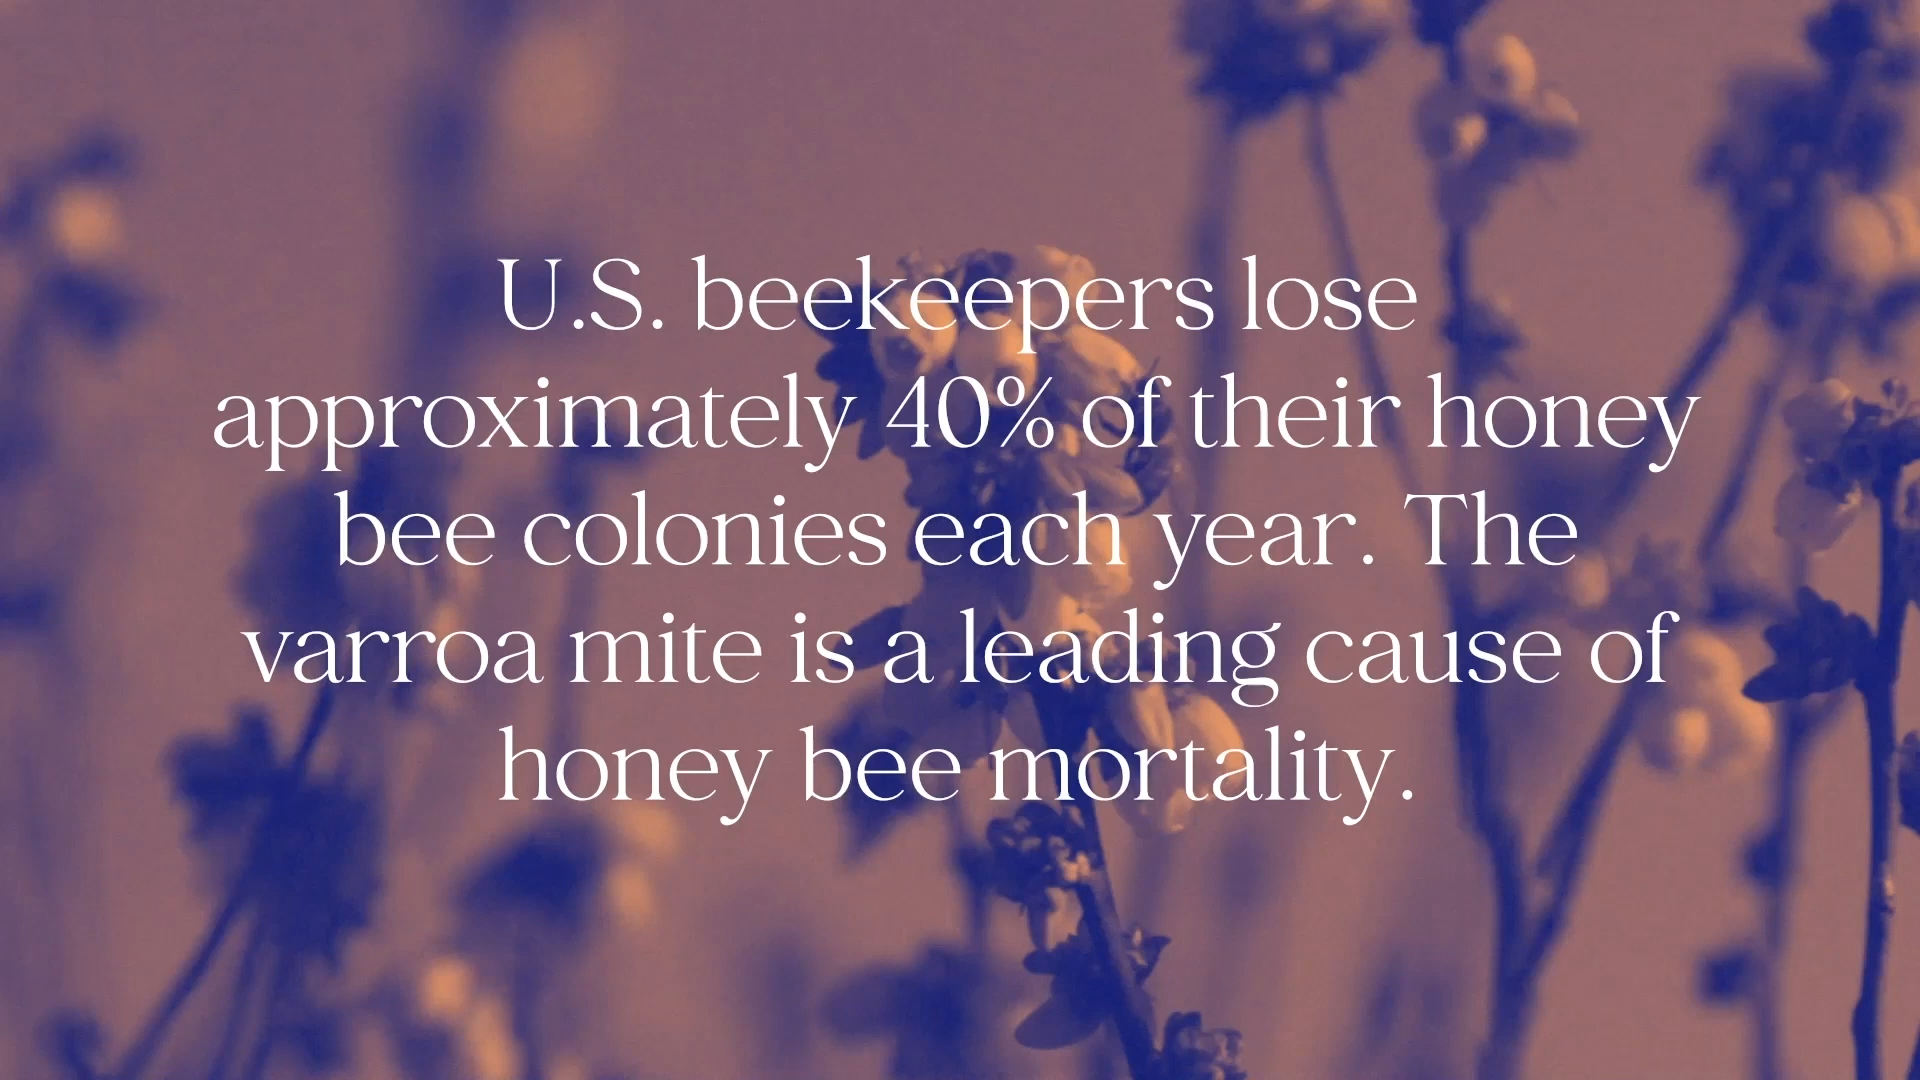 U.S. beekeepers lose
approximately 40% of their honey
bee colonies each year. The
varroa mite is a leading cause of
honey bee mortality.